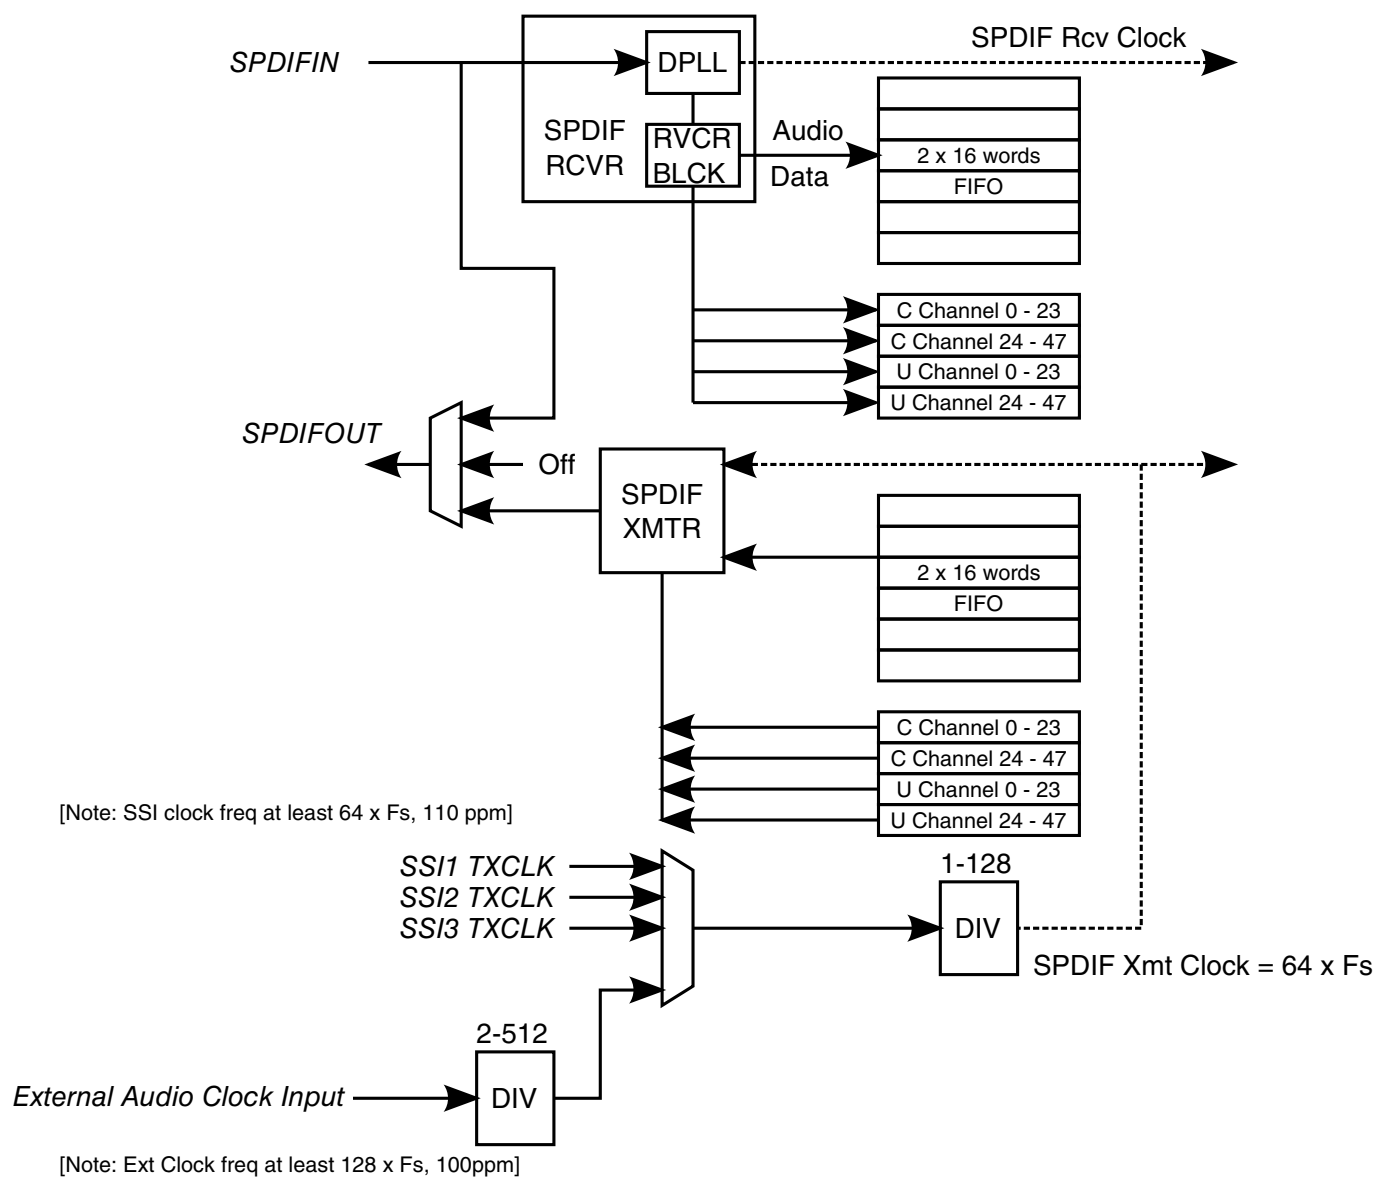 SPDIF Rcv Clock
SPDIFIN
DPLL
SPDIF
RCVR
RVCR
BLCK
Audio
Data
2 x 16 words
FIFO
C Channel 0 - 23
C Channel 24 - 47
U Channel 0 - 23
U Channel 24 - 47
SPDIFOUT
Off
SPDIF
XMTR
2 x 16 words
FIFO
C Channel 0 - 23
C Channel 24 - 47
U Channel 0 - 23
U Channel 24 - 47
[Note: SSI clock freq at least 64 x Fs, 110 ppm]
SSI1 TXCLK
SSI2 TXCLK
SSI3 TXCLK
1-128
DIV
SPDIF Xmt Clock = 64 x Fs
2-512
External Audio Clock Input
DIV
[Note: Ext Clock freq at least 128 x Fs, 100ppm]